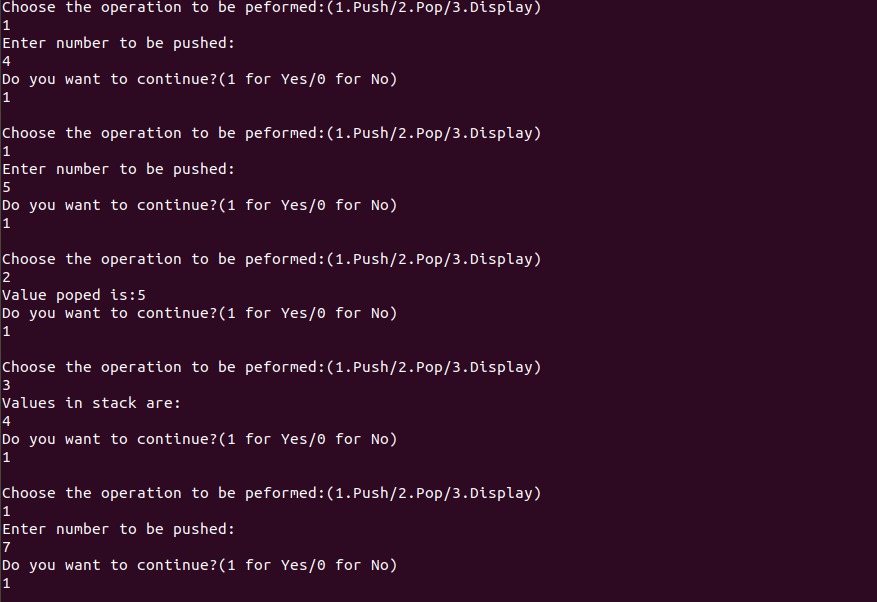 Choose the operation to be peformed:(1.Push/2.Pop/3.Display)
1
Enter number to be pushed:
4
Do you want to continue?(1 for Yes/0 for No)
1
Choose the operation to be peformed:(1.Push/2.Pop/3.Display)
1
Enter number to be pushed:
5
Do you want to continue?(1 for Yes/0 for No)
1
Choose the operation to be peformed:(1.Push/2.Pop/3.Display)
2
Value poped is:5
Do you want to continue?(1 for Yes/0 for No)
1
Choose the operation to be peformed:(1.Push/2.Pop/3.Display)
3
Values in stack are:
4
Do you want to continue?(1 for Yes/0 for No)
1
Choose the operation to be peformed:(1.Push/2.Pop/3.Display)
1
Enter number to be pushed:
7
Do you want to continue?(1 for Yes/0 for No)
1